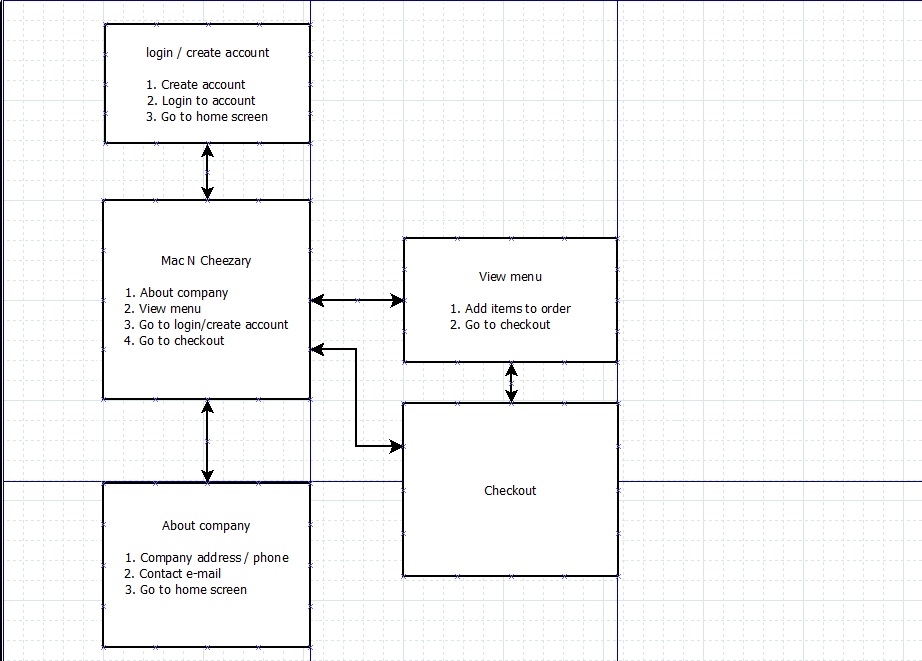 login / create account
1. Create account
2. Login to account
3. Go to home screen
Mac N Cheezary
1. About company
2. View menu
3. Go to login/create account
4. Go to checkout
View menu
1. Add items to order
2. Go to checkout
Checkout
About company
1. Company address / phone
2. Contact e-mail
3. Go to home screen